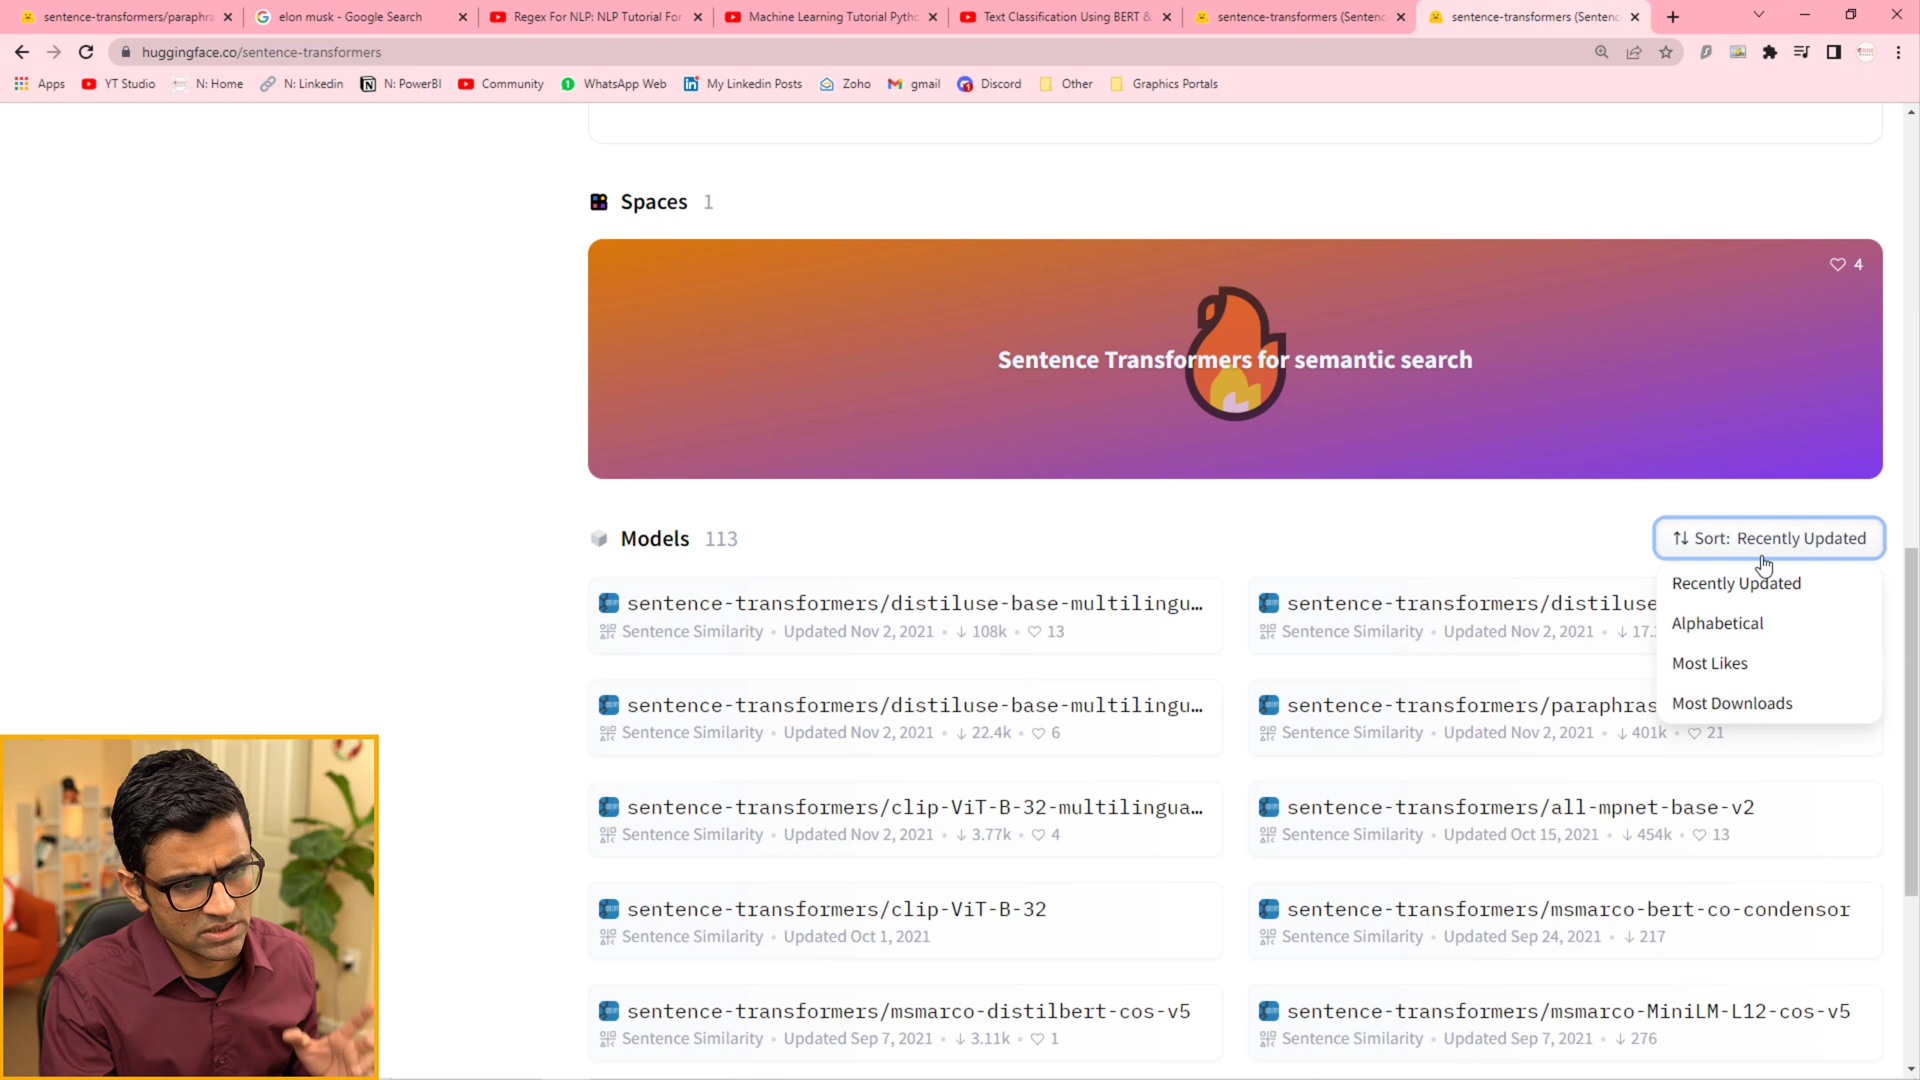 sentence-transformers/paraphra
elon musk - Google Search
Regex For NLP: NLP Tutorial For
Machine Learning Tutorial Pytho
Text Classification Using BERT &
sentence-transformers (Sentenc
sentence-transformers (Sentenc
huggingface.co/sentence-transformers
Apps
YT Studio
N: Home
N: Linkedin
N: PowerBI
Community
WhatsApp Web
My Linkedin Posts
Zoho
gmail
Discord
Other
Graphics Portals
Spaces 1
4
Sentence Transformers for semantic search
Models 113
Sort: Recently Updated
Recently Updated
Alphabetical
Most Likes
Most Downloads
sentence-transformers/distiluse-base-multilingu…
Sentence Similarity • Updated Nov 2, 2021 • ↓ 108k • ♡ 13
sentence-transformers/distiluse
Sentence Similarity • Updated Nov 2, 2021 • ↓ 17.
sentence-transformers/distiluse-base-multilingu…
Sentence Similarity • Updated Nov 2, 2021 • ↓ 22.4k • ♡ 6
sentence-transformers/paraphras
Sentence Similarity • Updated Nov 2, 2021 • ↓ 401k • ♡ 21
sentence-transformers/clip-ViT-B-32-multilingua…
Sentence Similarity • Updated Nov 2, 2021 • ↓ 3.77k • ♡ 4
sentence-transformers/all-mpnet-base-v2
Sentence Similarity • Updated Oct 15, 2021 • ↓ 454k • ♡ 13
sentence-transformers/clip-ViT-B-32
Sentence Similarity • Updated Oct 1, 2021
sentence-transformers/msmarco-bert-co-condensor
Sentence Similarity • Updated Sep 24, 2021 • ↓ 217
sentence-transformers/msmarco-distilbert-cos-v5
Sentence Similarity • Updated Sep 7, 2021 • ↓ 3.11k • ♡ 1
sentence-transformers/msmarco-MiniLM-L12-cos-v5
Sentence Similarity • Updated Sep 7, 2021 • ↓ 276